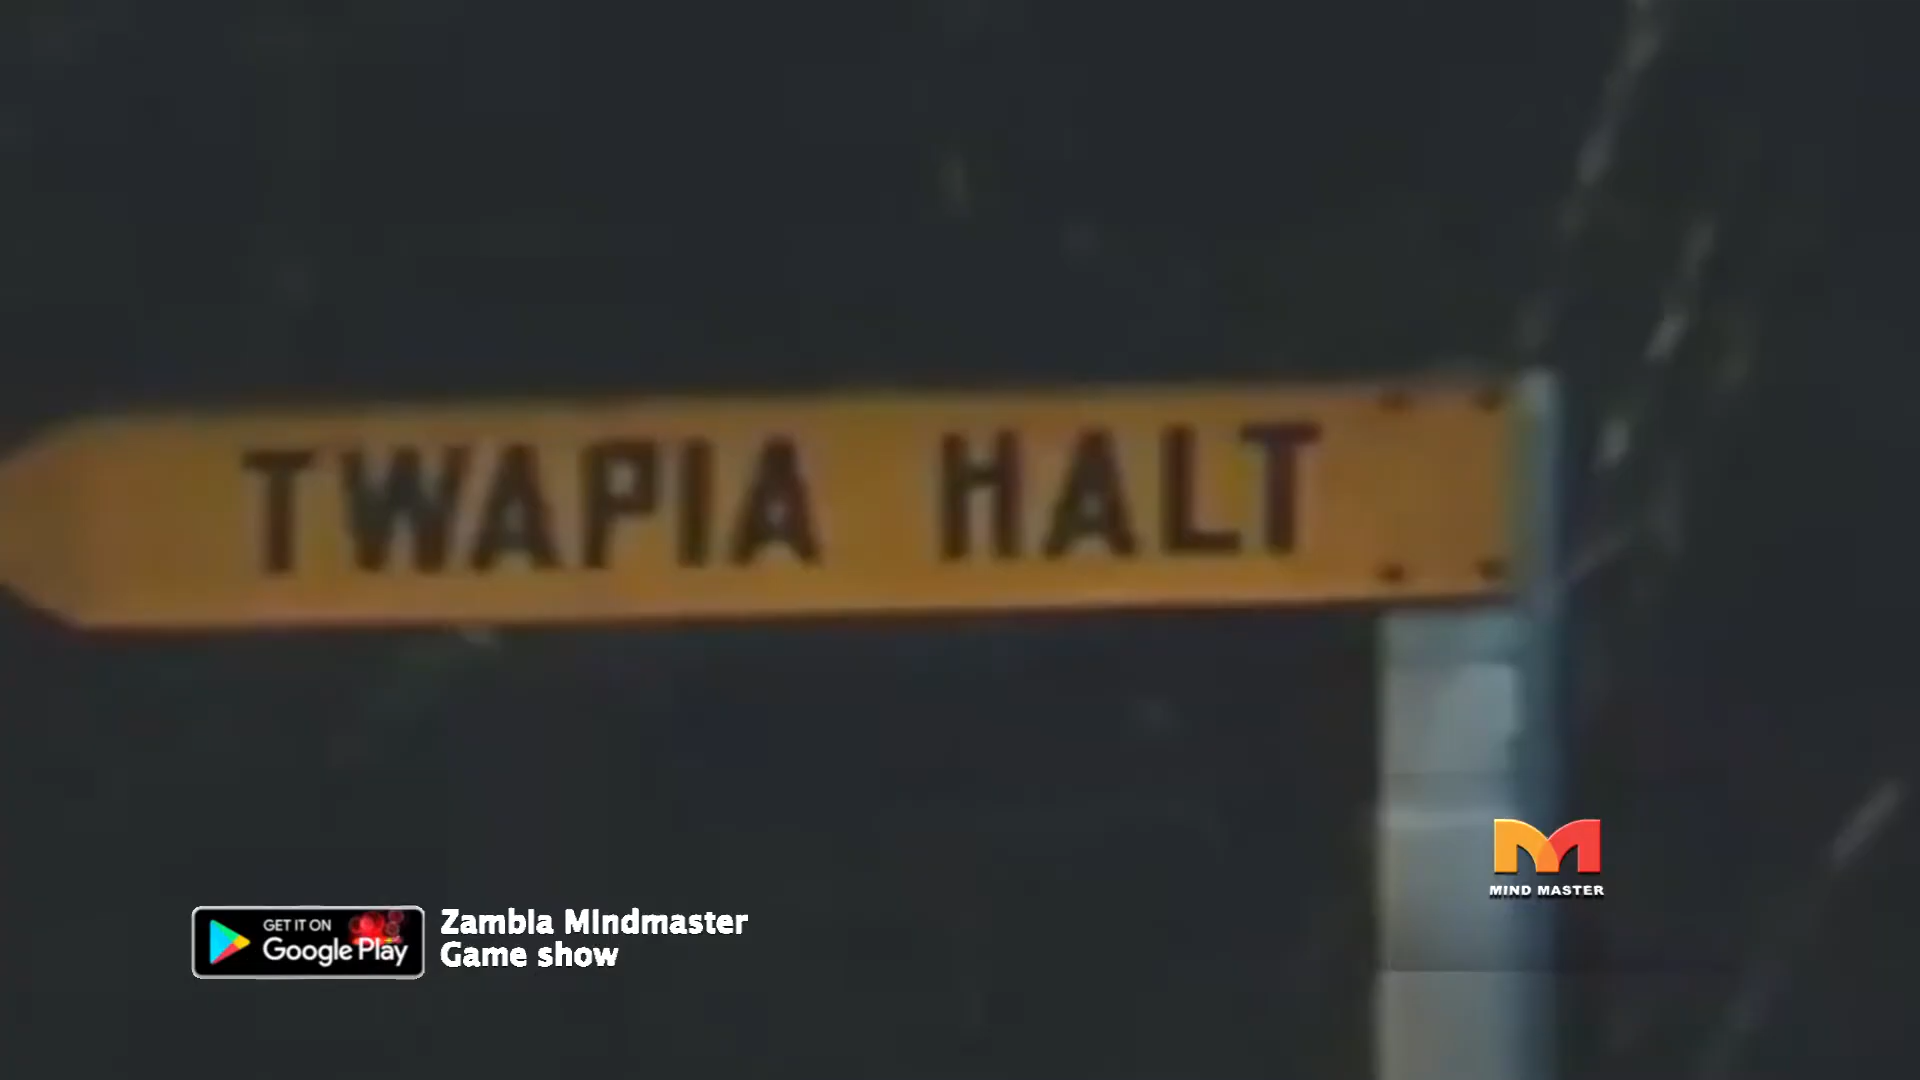 TWAPIA HALT
MIND MASTER
GET IT ON
Google Play
Zambia Mindmaster
Game show